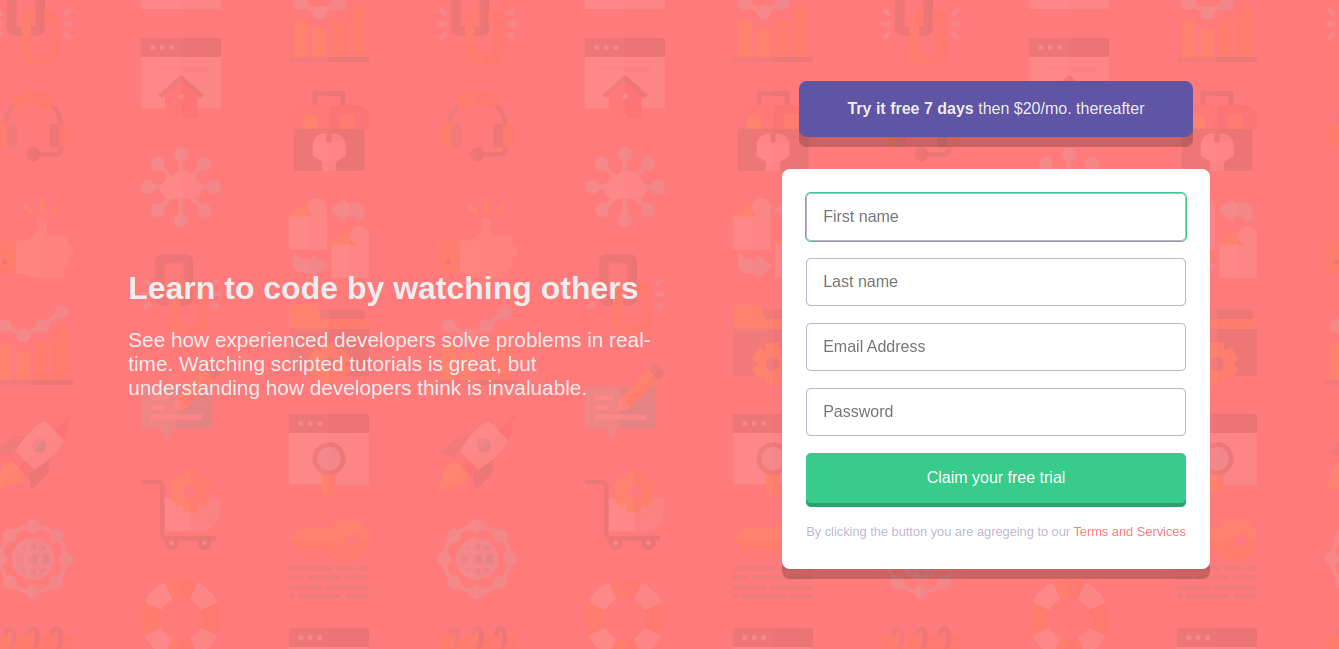 Learn to code by watching others
See how experienced developers solve problems in real-
time. Watching scripted tutorials is great, but
understanding how developers think is invaluable.
Try it free 7 days then $20/mo. thereafter
First name
Last name
Email Address
Password
Claim your free trial
By clicking the button you are agregeing to our Terms and Services